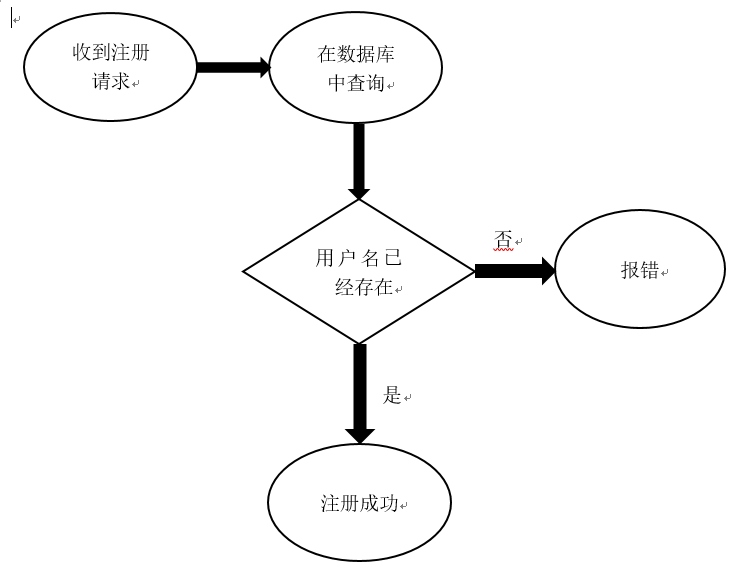 收到注册
请求
在数据库
中查询
用户名已
经存在
否
报错
是
注册成功